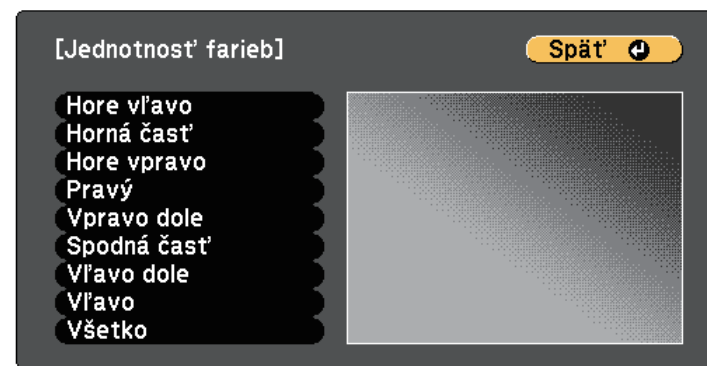 [Jednotnosť farieb]
Späť
Hore vľavo
Horná časť
Hore vpravo
Pravý
Vpravo dole
Spodná časť
Vľavo dole
Vľavo
Všetko